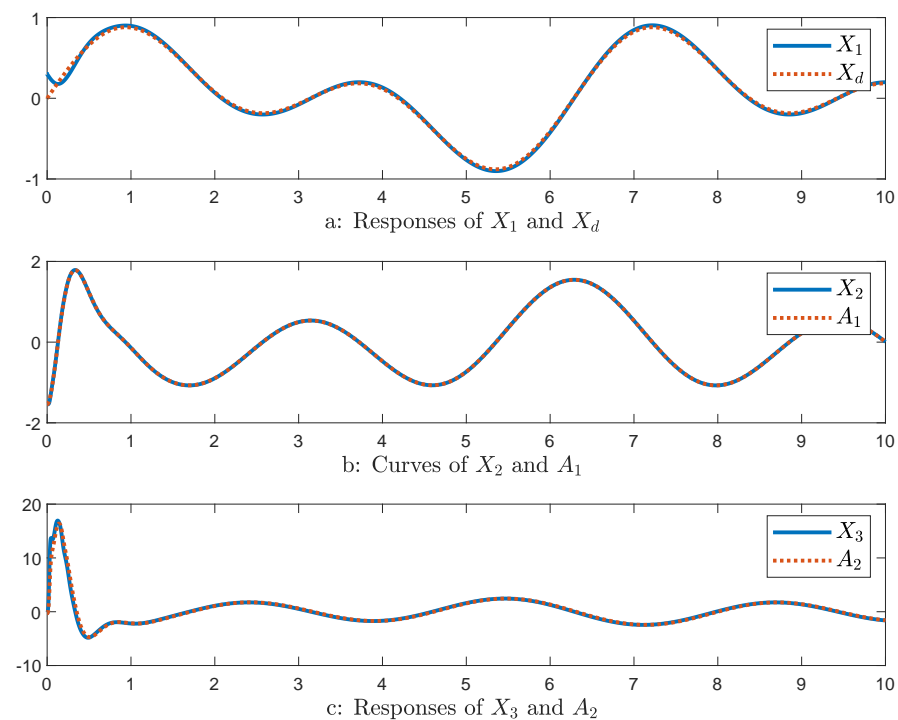 1
0
-1
X1
Xd
0 1 2 3 4 5 6 7 8 9 10
a: Responses of X1 and Xd
2
0
-2
X2
A1
0 1 2 3 4 5 6 7 8 9 10
b: Curves of X2 and A1
20
10
0
-10
X3
A2
0 1 2 3 4 5 6 7 8 9 10
c: Responses of X3 and A2